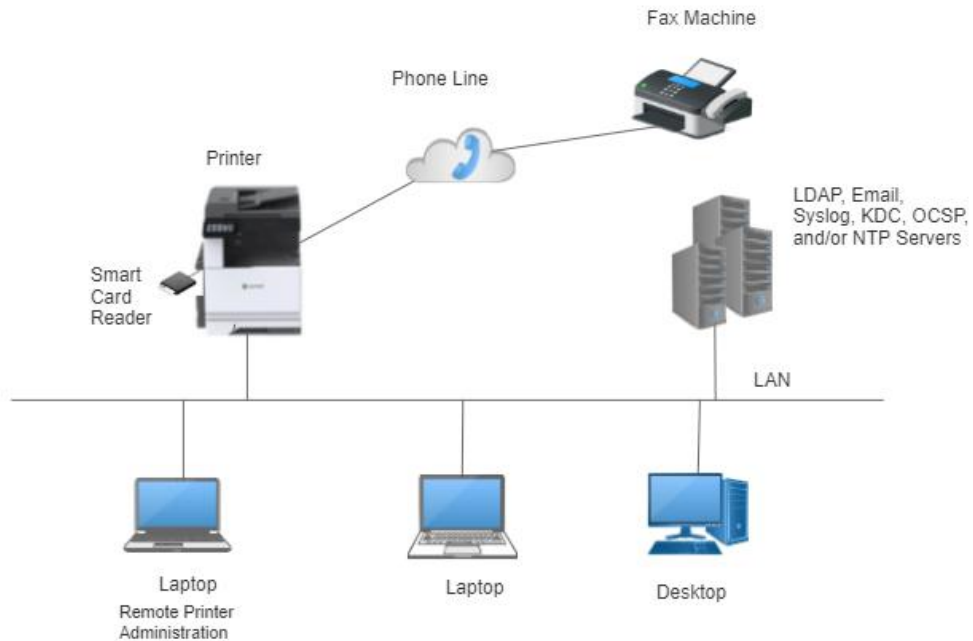 Fax Machine
Phone Line
Printer
LDAP, Email,
Syslog, KDC, OCSP,
and/or NTP Servers
Smart
Card
Reader
LAN
Laptop
Remote Printer
Administration
Laptop
Desktop